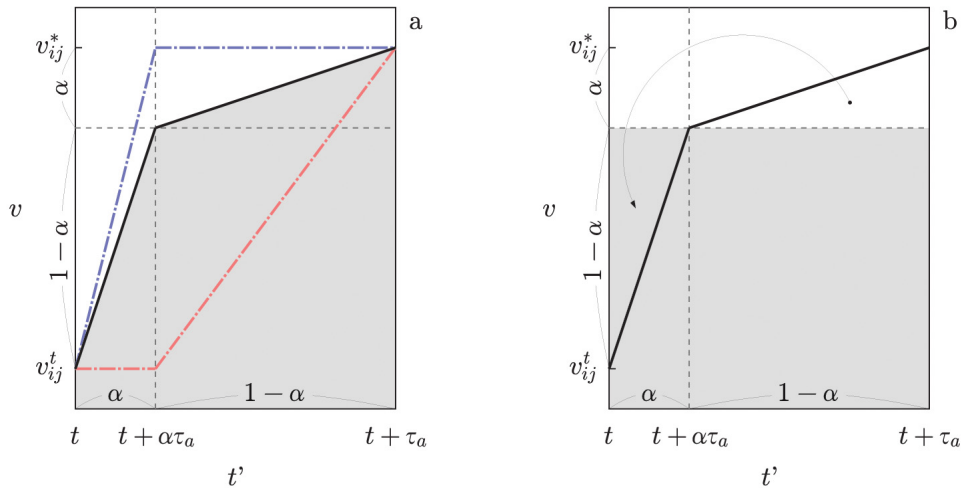 a
v*ij
α
v
1 − α
vtij
α
1 − α
t
t + ατa
t + τa
t’
b
v*ij
α
v
1 − α
vtij
α
1 − α
t
t + ατa
t + τa
t’